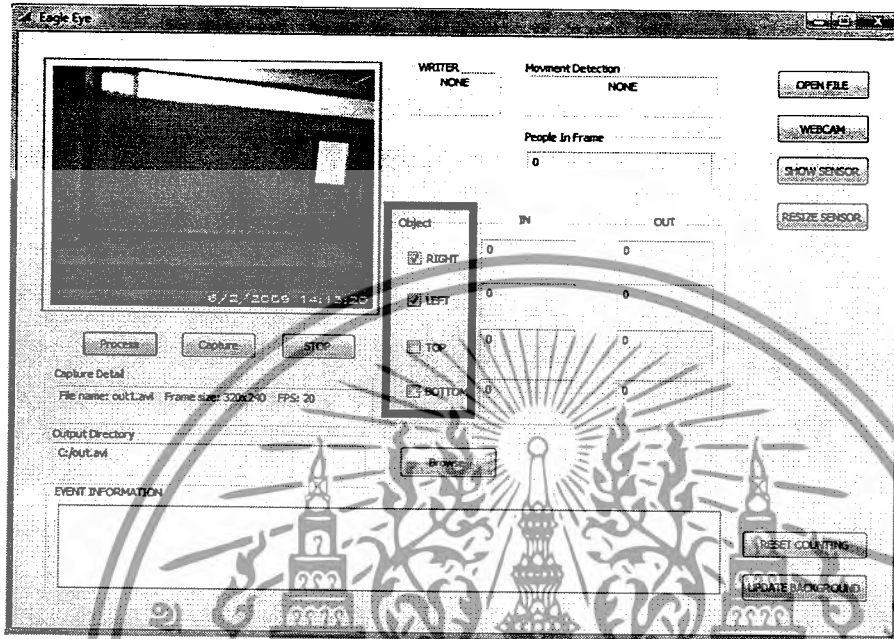 Eagle Eye
WRITER
NONE
Movment Detection
NONE
OPEN FILE
WEBCAM
People In Frame
0
SHOW SENSOR
RESIZE SENSOR
Object IN OUT
RIGHT 0 0
LEFT 0 0
TOP 0 0
BOTTOM 0 0
6/2/2009 14:13:20
Process Capture STOP
Capture Detail
File name: out1.avi Frame size: 320x240 FPS: 20
Output Directory
C:/out.avi
EVENT INFORMATION
RESET COUNTING
UPDATE BACKGROUND